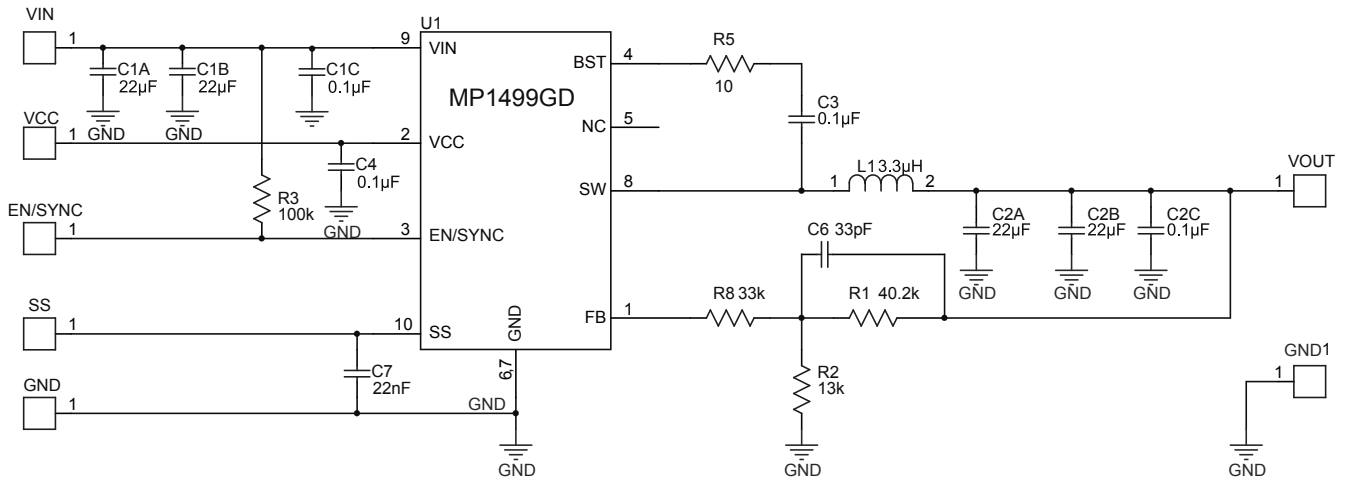 VIN
1
C1A
22µF
GND
C1B
22µF
GND
C1C
0.1µF
VCC
1
C4
0.1µF
GND
R3
100k
EN/SYNC
1
SS
1
C7
22nF
GND
1
GND
U1
9 VIN
MP1499GD
2 VCC
3 EN/SYNC
10 SS
GND
6,7
GND
BST 4
NC 5
SW 8
FB 1
R5
10
C3
0.1µF
1 L1 3.3µH 2
C6 33pF
R8 33k
R1 40.2k
R2
13k
GND
C2A
22µF
GND
C2B
22µF
GND
C2C
0.1µF
GND
VOUT
1
GND1
1
GND